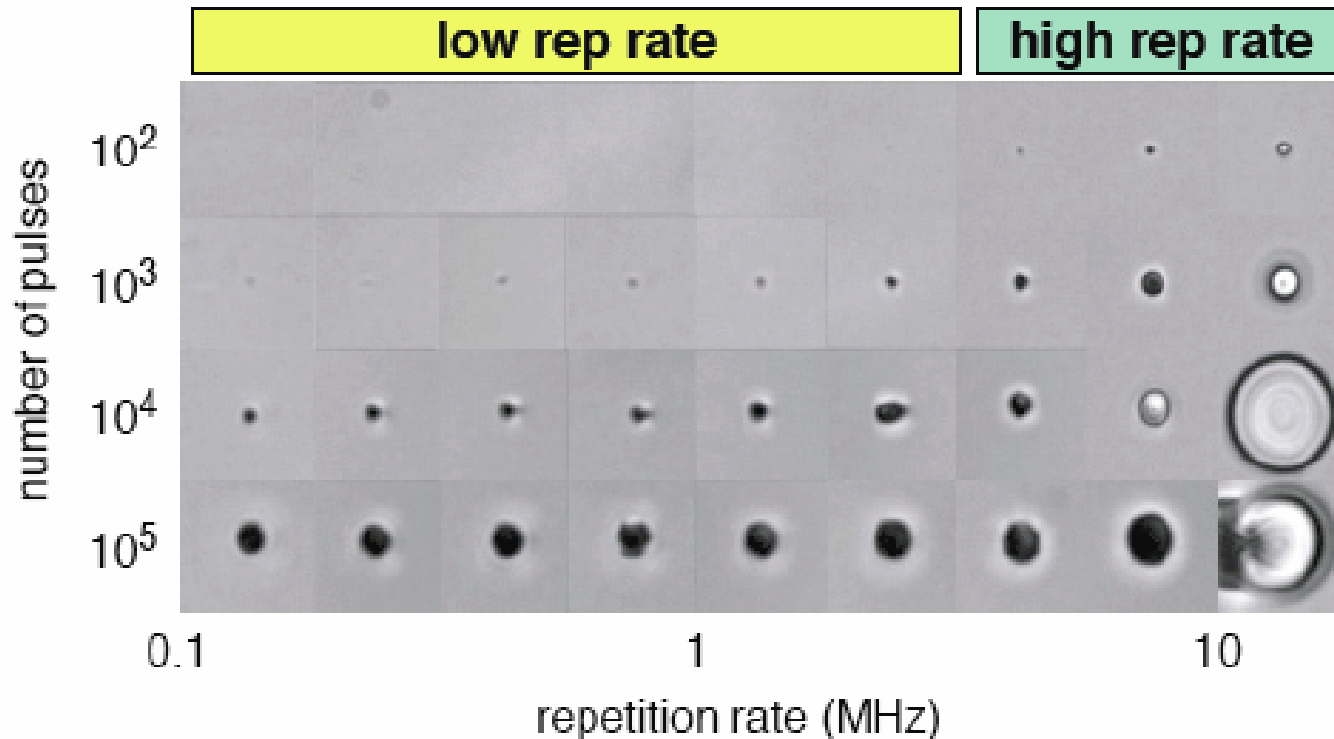 low rep rate
high rep rate
number of pulses
10²
10³
10⁴
10⁵
0.1
1
10
repetition rate (MHz)